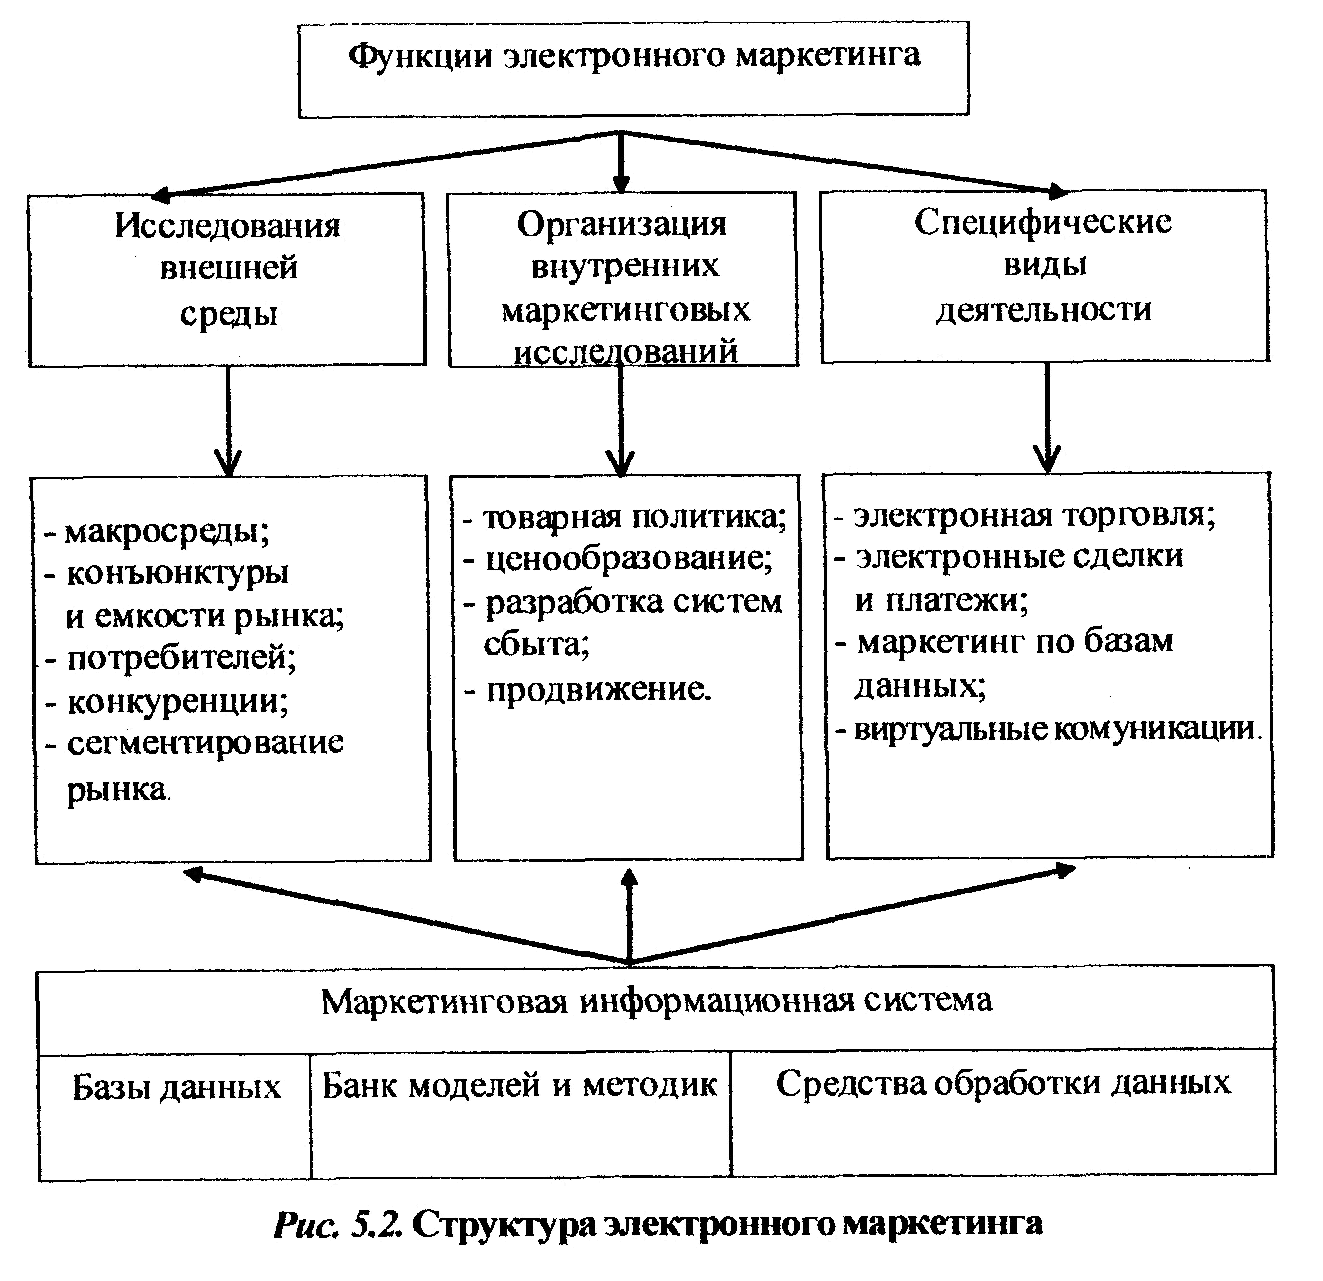 Функции электронного маркетинга
Исследования
внешней
среды
Организация
внутренних
маркетинговых
исследований
Специфические
виды
деятельности
- макросреды;
- конъюнктуры
и емкости рынка;
- потребителей;
- конкуренции;
- сегментирование
рынка.
- товарная политика;
- ценообразование;
- разработка систем
сбыта;
- продвижение.
- электронная торговля;
- электронные сделки
и платежи;
- маркетинг по базам
данных;
- виртуальные комуникации.
Маркетинговая информационная система
Базы данных
Банк моделей и методик
Средства обработки данных
Рис. 5.2. Структура электронного маркетинга